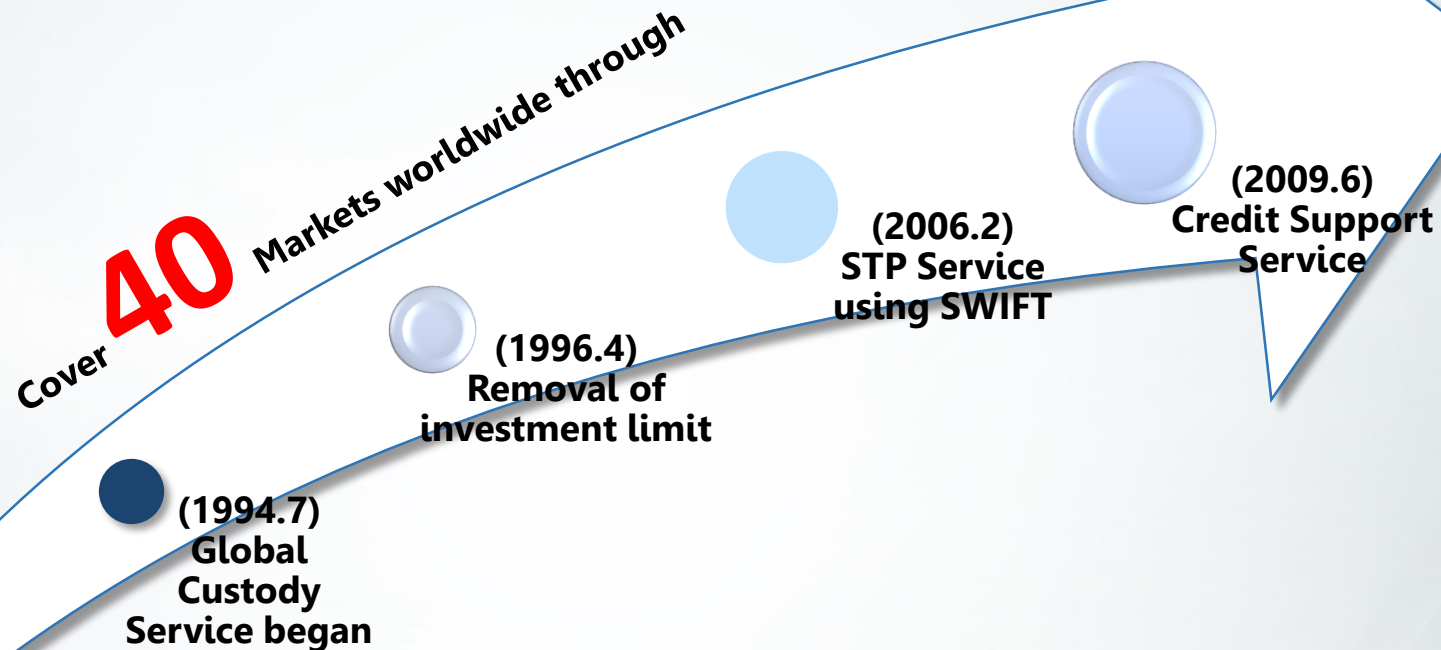 Cover 40 Markets worldwide through
(1994.7)
Global
Custody
Service began
(1996.4)
Removal of
investment limit
(2006.2)
STP Service
using SWIFT
(2009.6)
Credit Support
Service